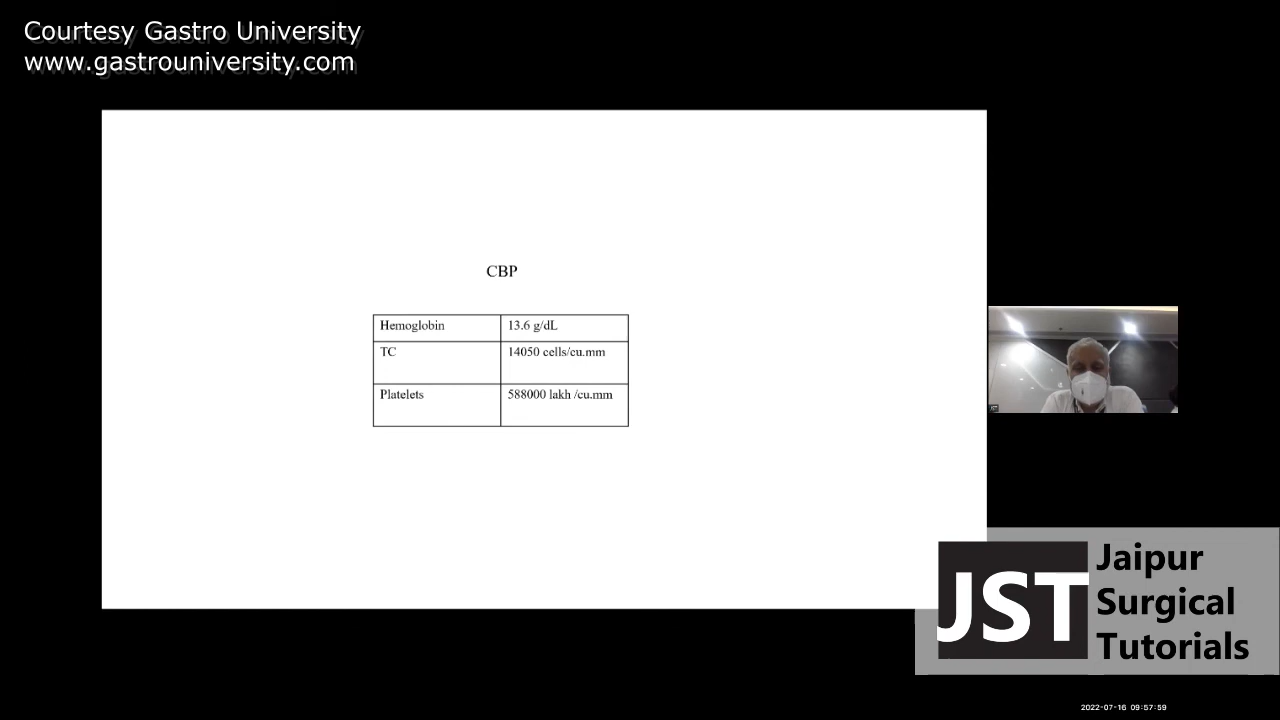 Courtesy Gastro University
www.gastrouniversity.com
CBP
Hemoglobin 13.6 g/dL
TC 14050 cells/cu.mm
Platelets 588000 lakh /cu.mm
JST
Jaipur
Surgical
Tutorials
2022-07-16 09:57:59